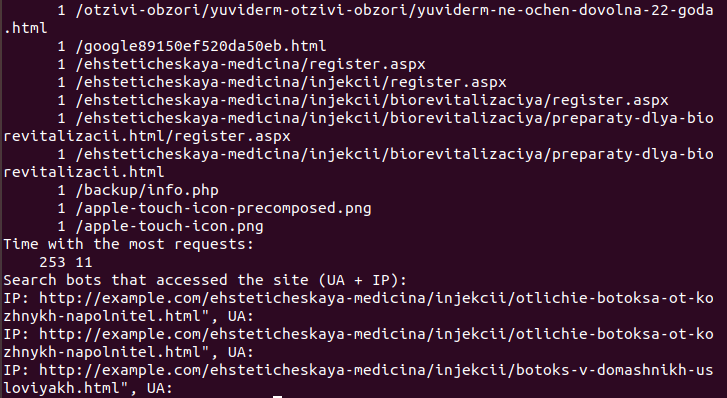 1 /otzivi-obzori/yuviderm-otzivi-obzori/yuviderm-ne-ochen-dovolna-22-goda
.html
1 /google89150ef520da50eb.html
1 /ehsteticheskaya-medicina/register.aspx
1 /ehsteticheskaya-medicina/injekcii/register.aspx
1 /ehsteticheskaya-medicina/injekcii/biorevitalizaciya/register.aspx
1 /ehsteticheskaya-medicina/injekcii/biorevitalizaciya/preparaty-dlya-bio
revitalizacii.html/register.aspx
1 /ehsteticheskaya-medicina/injekcii/biorevitalizaciya/preparaty-dlya-bio
revitalizacii.html
1 /backup/info.php
1 /apple-touch-icon-precomposed.png
1 /apple-touch-icon.png
Time with the most requests:
253 11
Search bots that accessed the site (UA + IP):
IP: http://example.com/ehsteticheskaya-medicina/injekcii/otlichie-botoksa-ot-ko
zhnykh-napolnitel.html", UA:
IP: http://example.com/ehsteticheskaya-medicina/injekcii/otlichie-botoksa-ot-ko
zhnykh-napolnitel.html", UA:
IP: http://example.com/ehsteticheskaya-medicina/injekcii/botoks-v-domashnikh-us
loviyakh.html", UA: